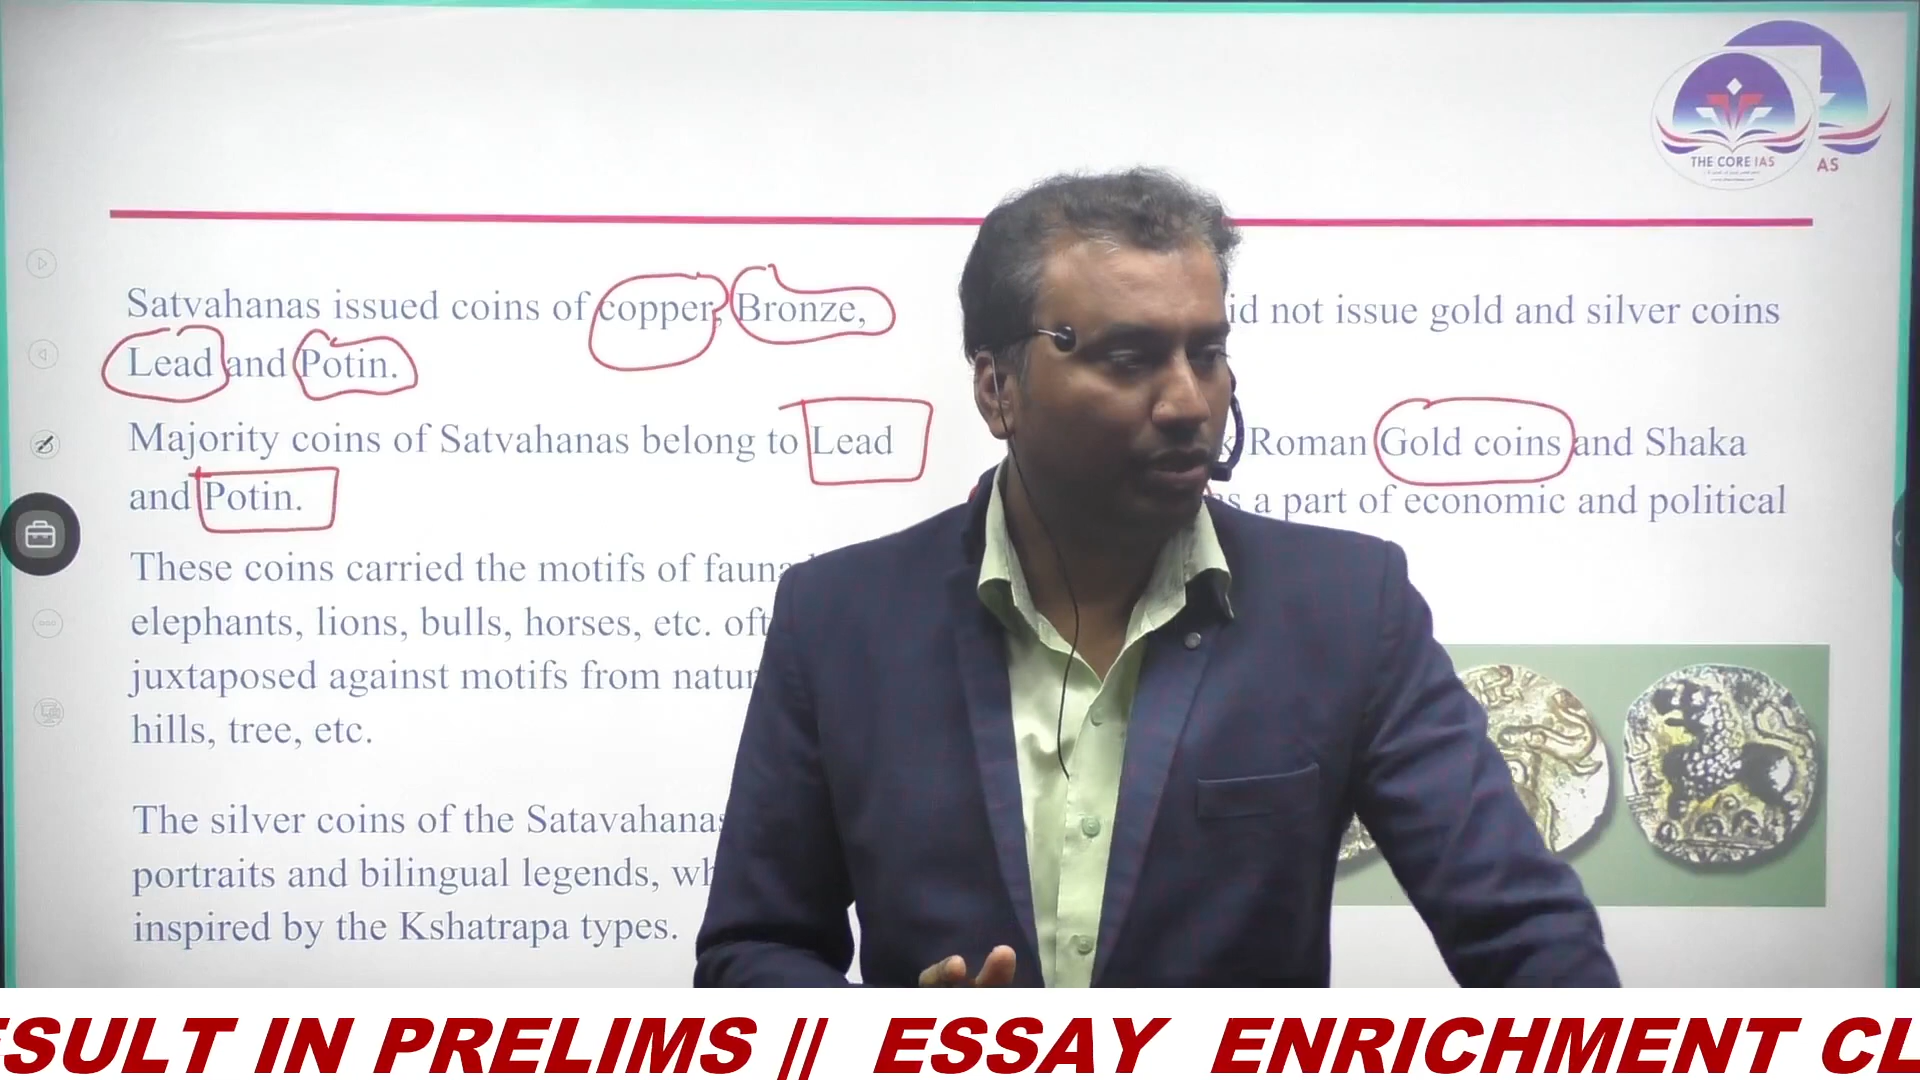 THE CORE IAS
AS
Satvahanas issued coins of copper, Bronze,
Lead and Potin.
Majority coins of Satvahanas belong to Lead
and Potin.
These coins carried the motifs of fauna
elephants, lions, bulls, horses, etc. oft
juxtaposed against motifs from natur
hills, tree, etc.
The silver coins of the Satavahanas
portraits and bilingual legends, wh
inspired by the Kshatrapa types.
id not issue gold and silver coins
k Roman Gold coins and Shaka
s a part of economic and political
ESULT IN PRELIMS || ESSAY ENRICHMENT CL